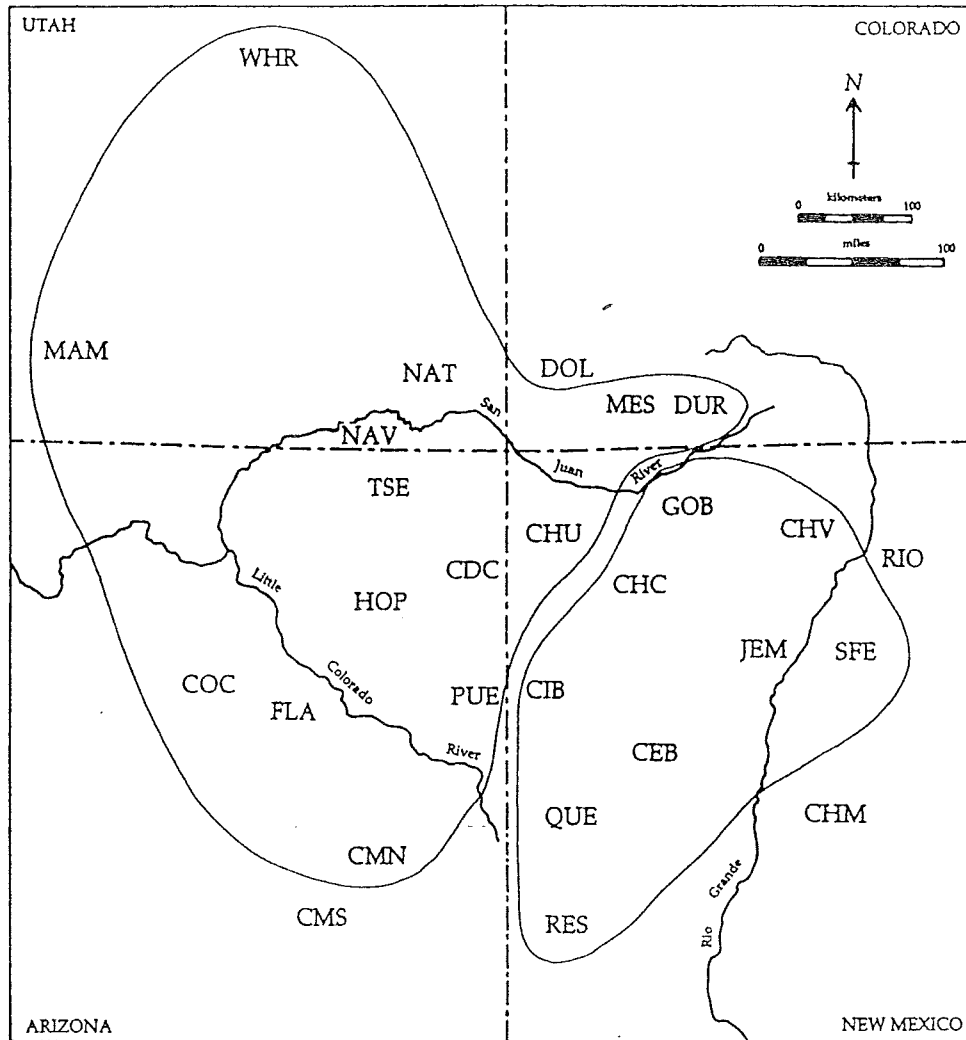 UTAH
COLORADO
WHR
N
0 kilometers 100
0 miles 100
MAM
NAT
DOL
MES DUR
San
NAV
Juan
River
TSE
GOB
CHU
CHV
RIO
CDC
CHC
Little
HOP
JEM
SFE
COC
Colorado
PUE
CIB
FLA
River
CEB
QUE
CHM
CMN
Grande
CMS
RES
Rio
ARIZONA
NEW MEXICO